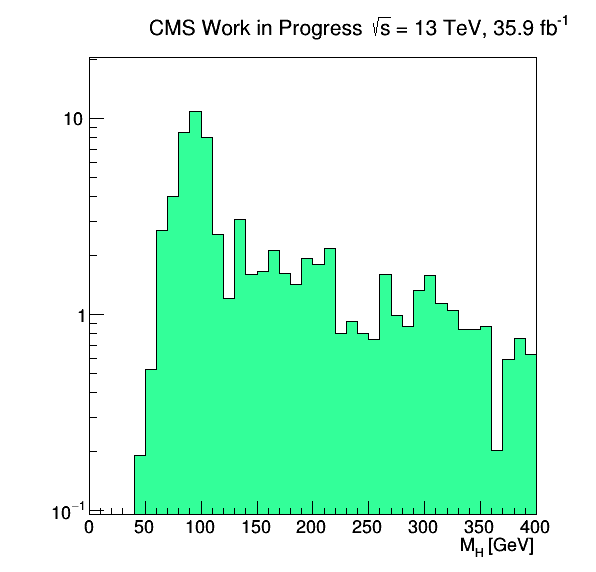 CMS Work in Progress √s = 13 TeV, 35.9 fb⁻¹
10
1
10⁻¹
0 50 100 150 200 250 300 350 400
M_H [GeV]